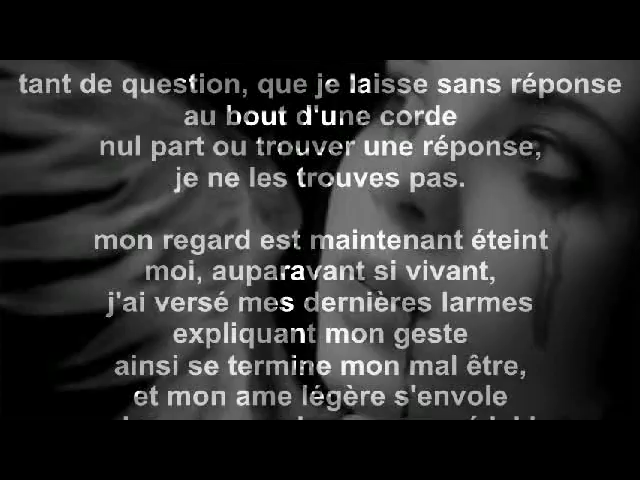 tant de question, que je laisse sans réponse
au bout d'une corde
nul part ou trouver une réponse,
je ne les trouves pas.
mon regard est maintenant éteint
moi, auparavant si vivant,
j'ai versé mes dernières larmes
expliquant mon geste
ainsi se termine mon mal être,
et mon ame légère s'envole